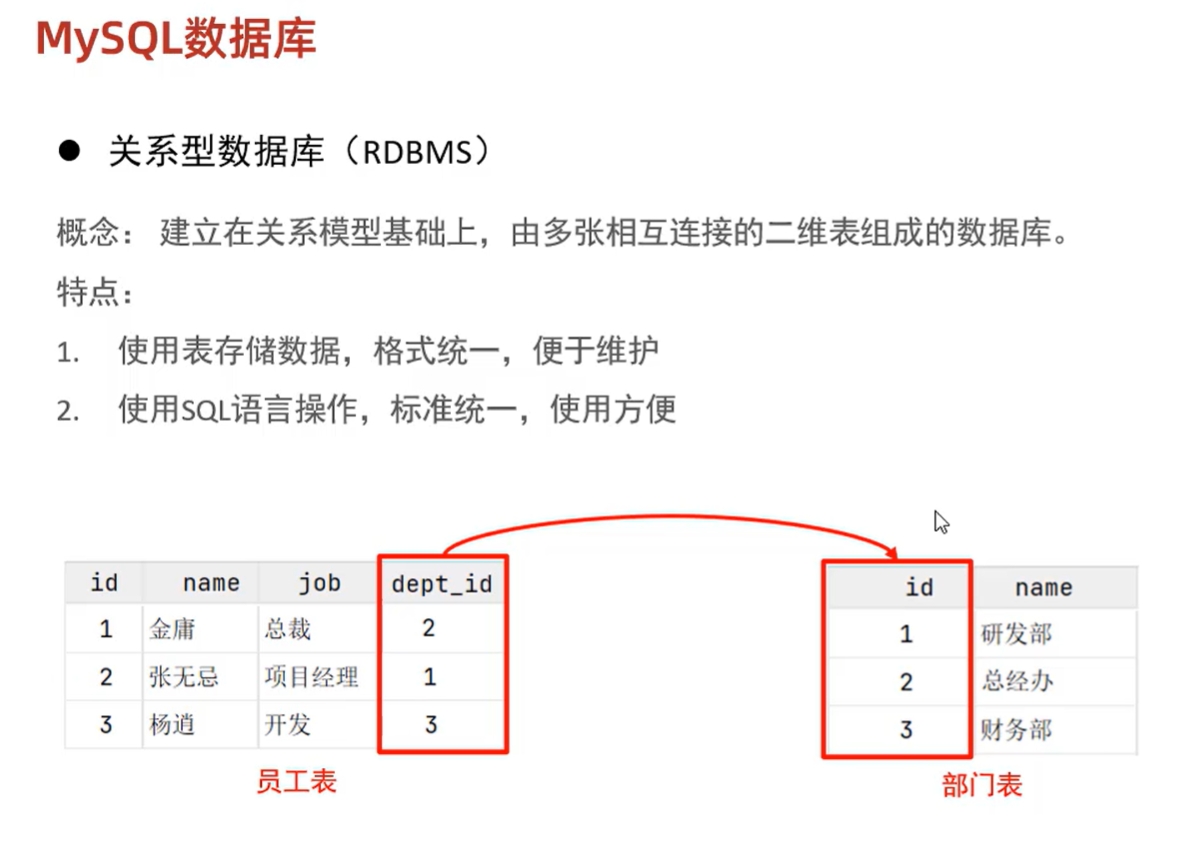 MySQL数据库
● 关系型数据库（RDBMS）
概念： 建立在关系模型基础上，由多张相互连接的二维表组成的数据库。
特点：
1. 使用表存储数据，格式统一，便于维护
2. 使用SQL语言操作，标准统一，使用方便
id name job dept_id
1 金庸 总裁 2
2 张无忌 项目经理 1
3 杨逍 开发 3
员工表
id name
1 研发部
2 总经办
3 财务部
部门表